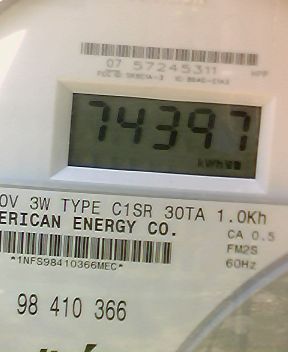 07 57245311 HPF
74397
kWh
0V 3W TYPE C1SR 30TA 1.0Kh
ERICAN ENERGY CO. CA 0.5
FM2S
*1NFS98410366MEC* 60Hz
98 410 366